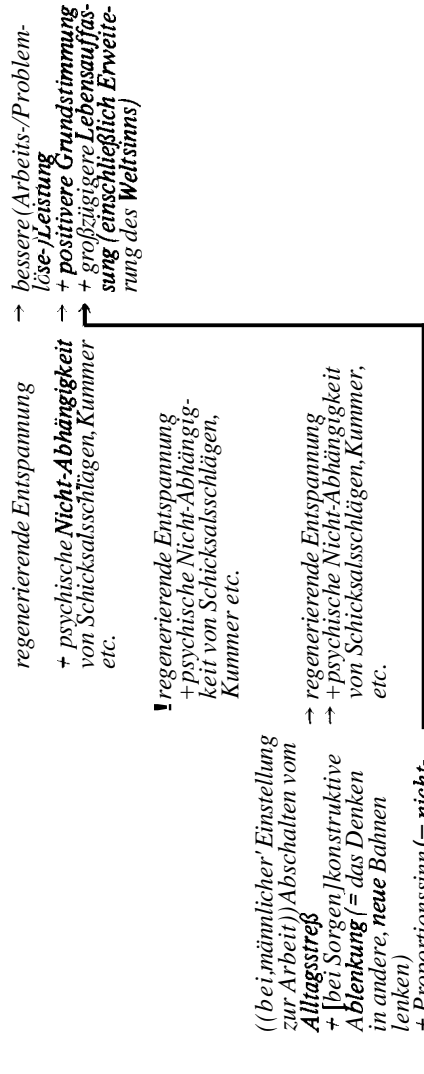 regenerierende Entspannung
+ psychische Nicht-Abhängigkeit
von Schicksalsschlägen, Kummer
etc.
→ bessere (Arbeits-/Problem-
löse-)Leistung
→ + positivere Grundstimmung
+ großzügigere Lebensauffas-
sung (einschließlich Erweite-
rung des Weltsinns)
! regenerierende Entspannung
+psychische Nicht-Abhängig-
keit von Schicksalsschlägen,
Kummer etc.
((bei ,männlicher' Einstellung
zur Arbeit)) Abschalten vom
Alltagsstreß
+ [bei Sorgen] konstruktive
Ablenkung (= das Denken
in andere, neue Bahnen
lenken)
+ Proportionssinn (= nicht-
→ regenerierende Entspannung
→ +psychische Nicht-Abhängigkeit
von Schicksalsschlägen, Kummer,
etc.